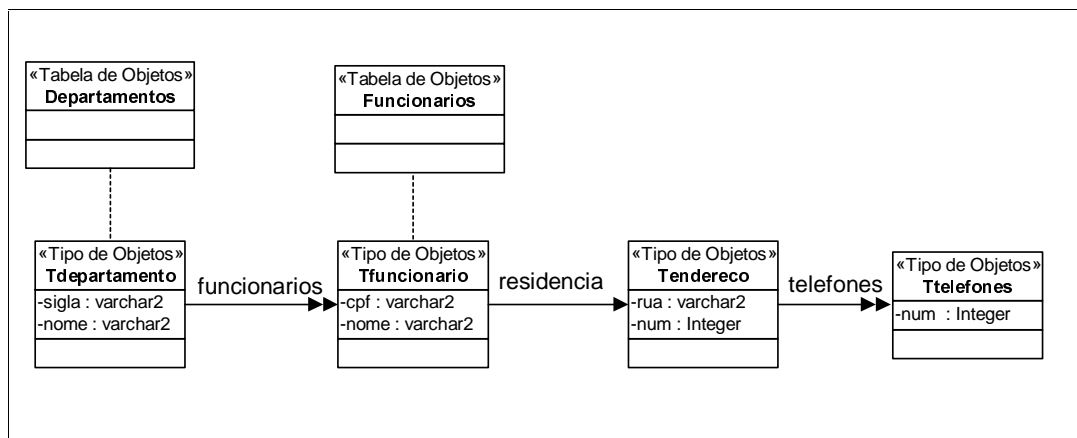 «Tabela de Objetos»
Departamentos
«Tabela de Objetos»
Funcionarios
«Tipo de Objetos»
Tdepartamento
-sigla : varchar2
-nome : varchar2
funcionarios
«Tipo de Objetos»
Tfuncionario
-cpf : varchar2
-nome : varchar2
residencia
«Tipo de Objetos»
Tendereco
-rua : varchar2
-num : Integer
telefones
«Tipo de Objetos»
Ttelefones
-num : Integer